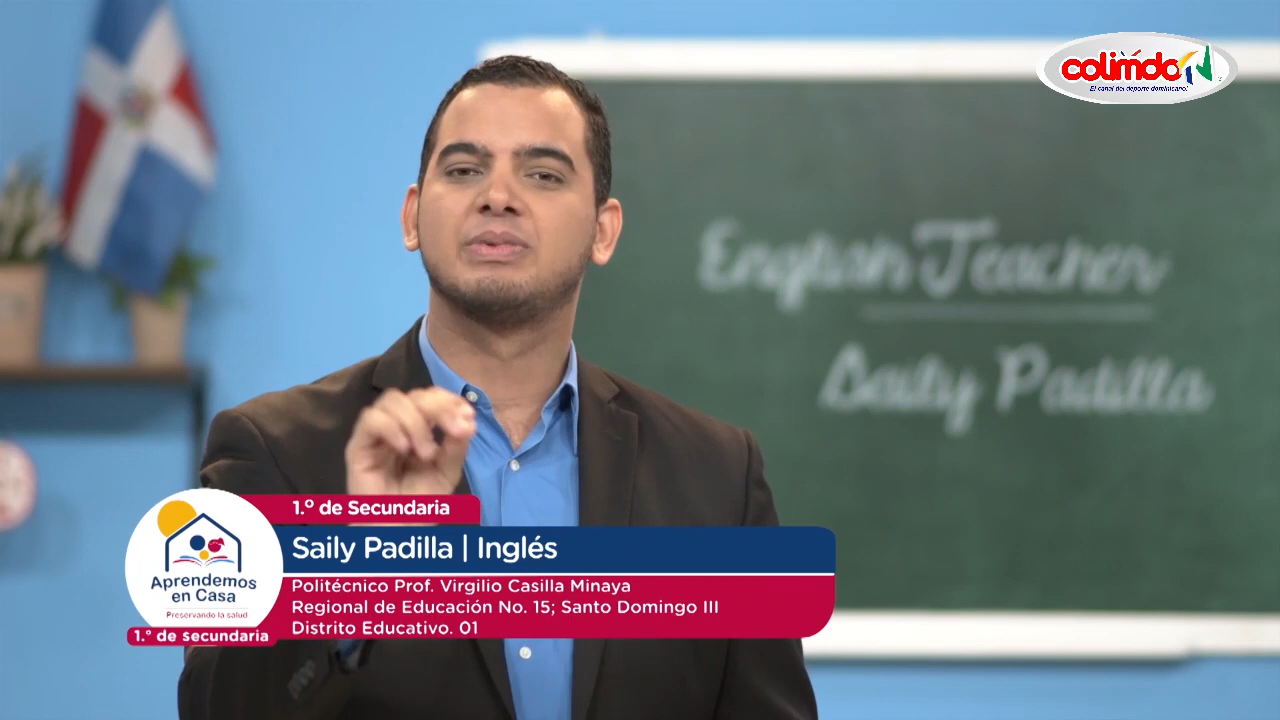 colimdo
El canal del deporte dominicano!
English Teacher
Saily Padilla
1.º de Secundaria
Saily Padilla | Inglés
Politécnico Prof. Virgilio Casilla Minaya
Regional de Educación No. 15; Santo Domingo III
Distrito Educativo. 01
Aprendemos
en Casa
Preservando la salud
1.º de secundaria